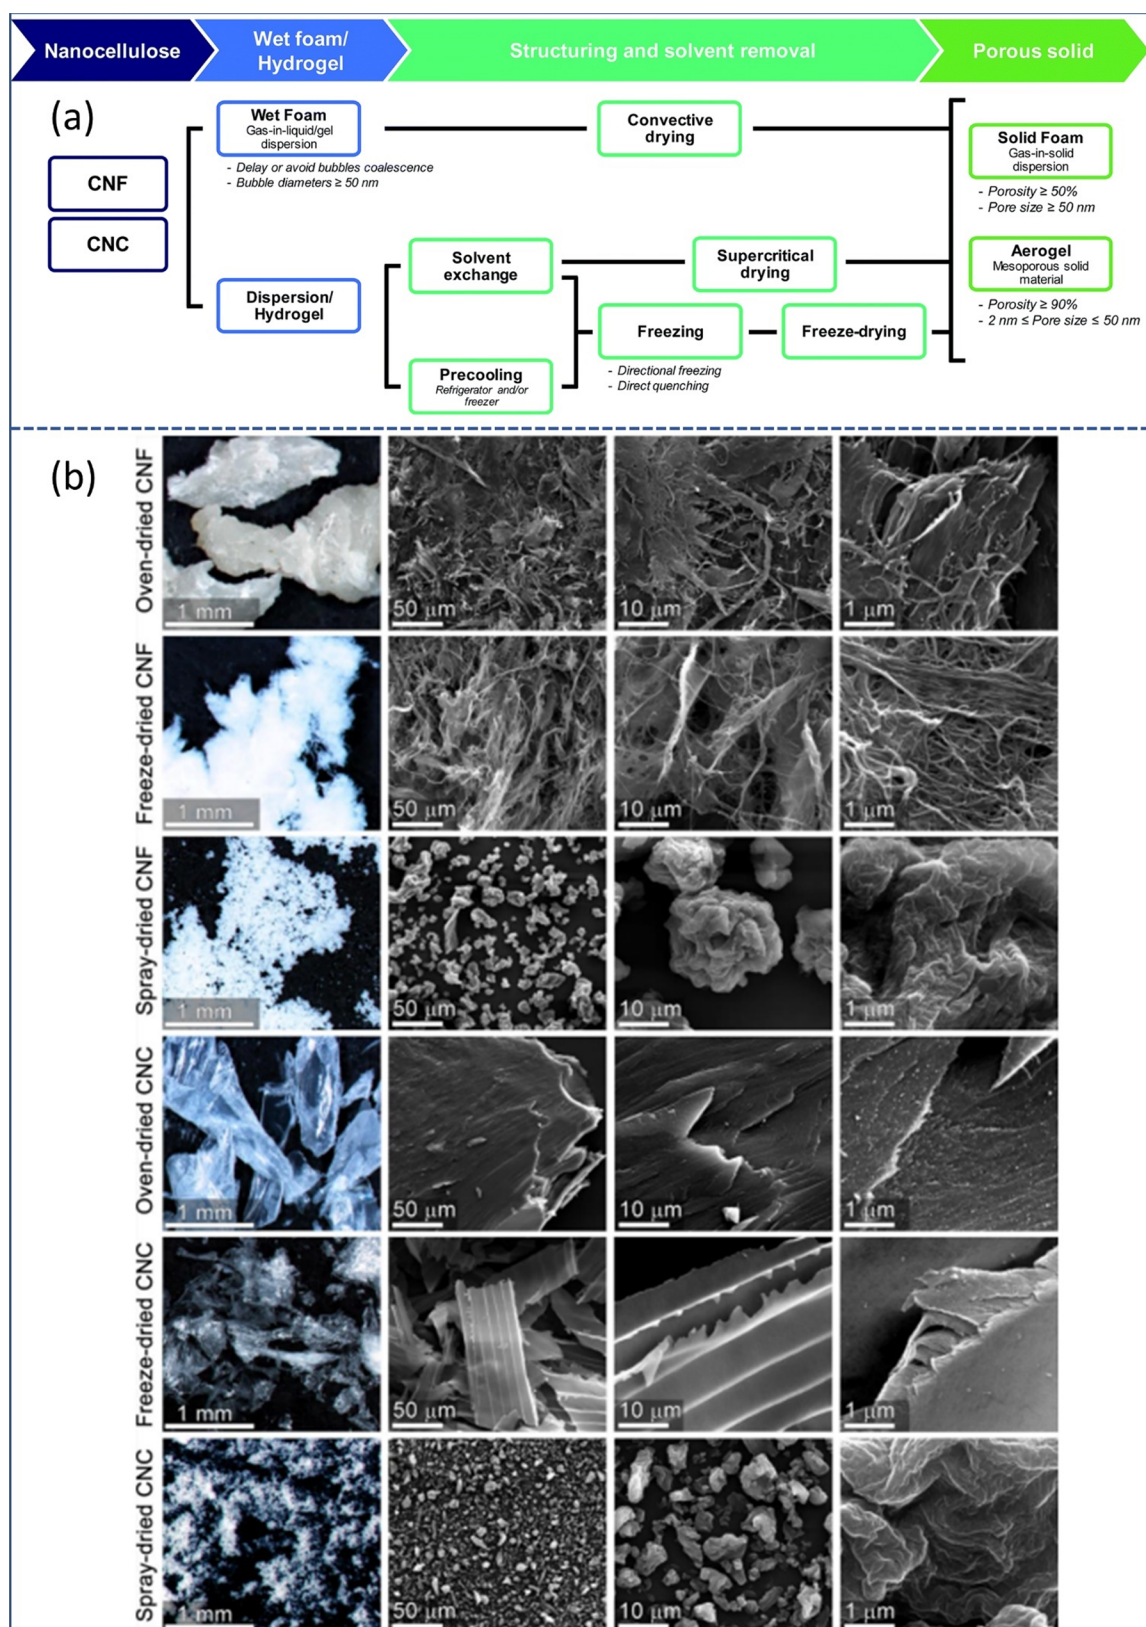 Nanocellulose
Wet foam/
Hydrogel
Structuring and solvent removal
Porous solid
(a)
CNF
CNC
Wet Foam
Gas-in-liquid/gel
dispersion
- Delay or avoid bubbles coalescence
- Bubble diameters ≥ 50 nm
Dispersion/
Hydrogel
Convective
drying
Solvent
exchange
Supercritical
drying
Precooling
Refrigerator and/or
freezer
Freezing
- Directional freezing
- Direct quenching
Freeze-drying
Solid Foam
Gas-in-solid
dispersion
- Porosity ≥ 50%
- Pore size ≥ 50 nm
Aerogel
Mesoporous solid
material
- Porosity ≥ 90%
- 2 nm ≤ Pore size ≤ 50 nm
(b)
Oven-dried CNF
1 mm
50 μm
10 μm
1 μm
Freeze-dried CNF
1 mm
50 μm
10 μm
1 μm
Spray-dried CNF
1 mm
50 μm
10 μm
1 μm
Oven-dried CNC
1 mm
50 μm
10 μm
1 μm
Freeze-dried CNC
1 mm
50 μm
10 μm
1 μm
Spray-dried CNC
1 mm
50 μm
10 μm
1 μm